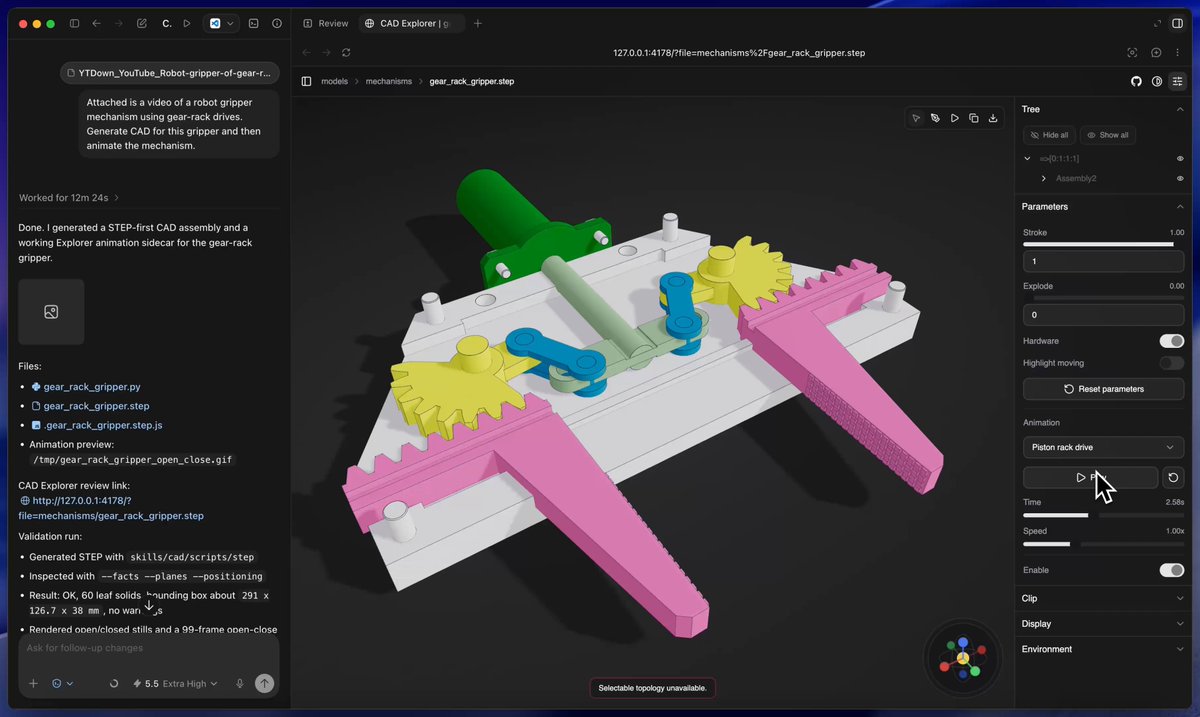 C.
Review
CAD Explorer | g
127.0.0.1:4178/?file=mechanisms%2Fgear_rack_gripper.step
YTDown_YouTube_Robot-gripper-of-gear-r...
Attached is a video of a robot gripper
mechanism using gear-rack drives.
Generate CAD for this gripper and then
animate the mechanism.
Worked for 12m 24s
Done. I generated a STEP-first CAD assembly and a
working Explorer animation sidecar for the gear-rack
gripper.
Files:
gear_rack_gripper.py
gear_rack_gripper.step
.gear_rack_gripper.step.js
Animation preview:
/tmp/gear_rack_gripper_open_close.gif
CAD Explorer review link:
http://127.0.0.1:4178/?
file=mechanisms/gear_rack_gripper.step
Validation run:
Generated STEP with skills/cad/scripts/step
Inspected with --facts --planes --positioning
Result: OK, 60 leaf solids, bounding box about 291 x
126.7 x 38 mm, no
Rendered open/closed stills and a 99-frame open-close
Ask for follow-up changes
5.5 Extra High
models > mechanisms > gear_rack_gripper.step
Selectable topology unavailable.
Tree
Hide all
Show all
=>[0:1:1:1]
Assembly2
Parameters
Stroke 1.00
1
Explode 0.00
0
Hardware
Highlight moving
Reset parameters
Animation
Piston rack drive
Time 2.58s
Speed 1.00x
Enable
Clip
Display
Environment